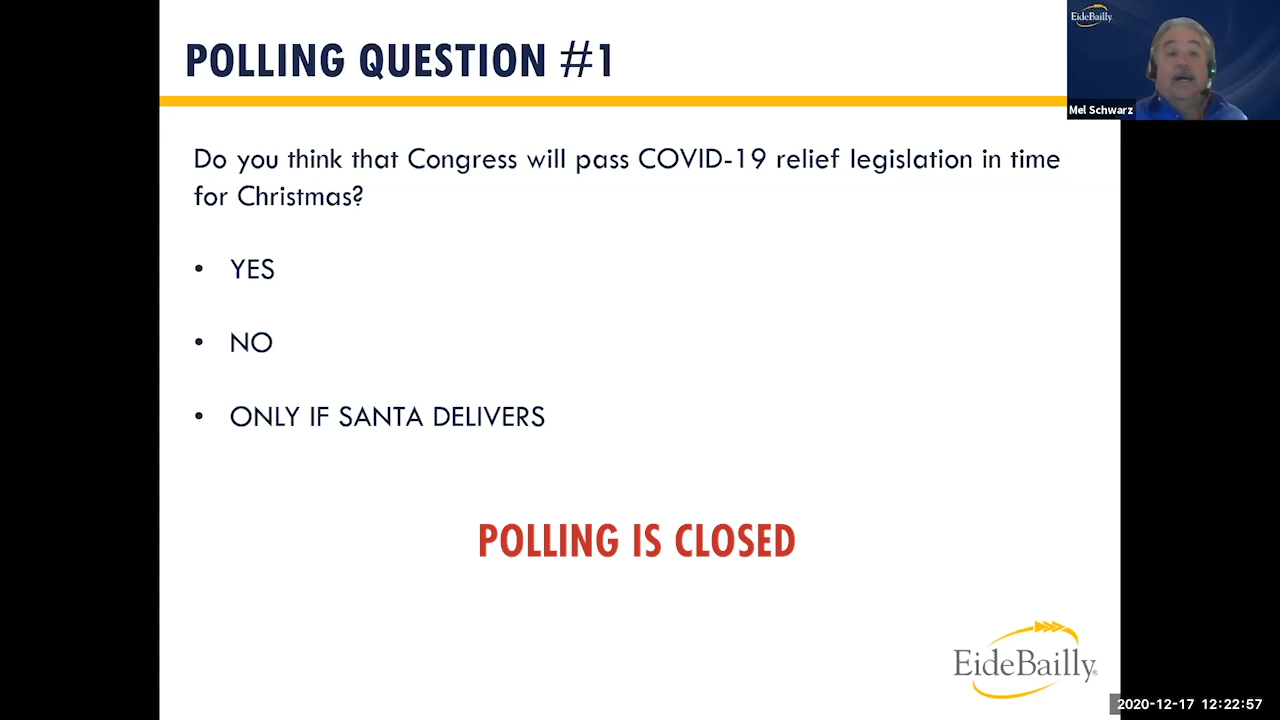 POLLING QUESTION #1
EideBailly
Mel Schwarz
Do you think that Congress will pass COVID-19 relief legislation in time
for Christmas?
• YES
• NO
• ONLY IF SANTA DELIVERS
POLLING IS CLOSED
EideBailly®
2020-12-17 12:22:57